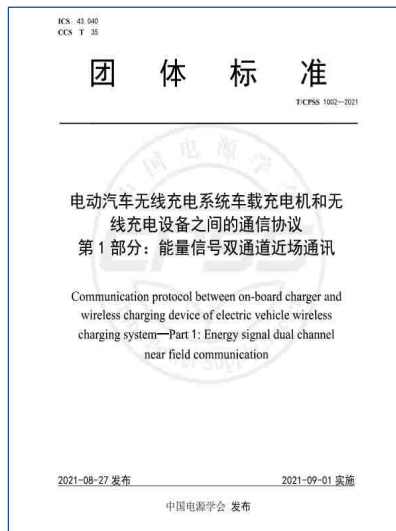 ICS 43.040
CCS T 35
团 体 标 准
T/CPSS 1002—2021
电动汽车无线充电系统车载充电机和无
线充电设备之间的通信协议
第1部分：能量信号双通道近场通讯
Communication protocol between on-board charger and
wireless charging device of electric vehicle wireless
charging system—Part 1: Energy signal dual channel
near field communication
2021-08-27 发布
2021-09-01 实施
中国电源学会 发布